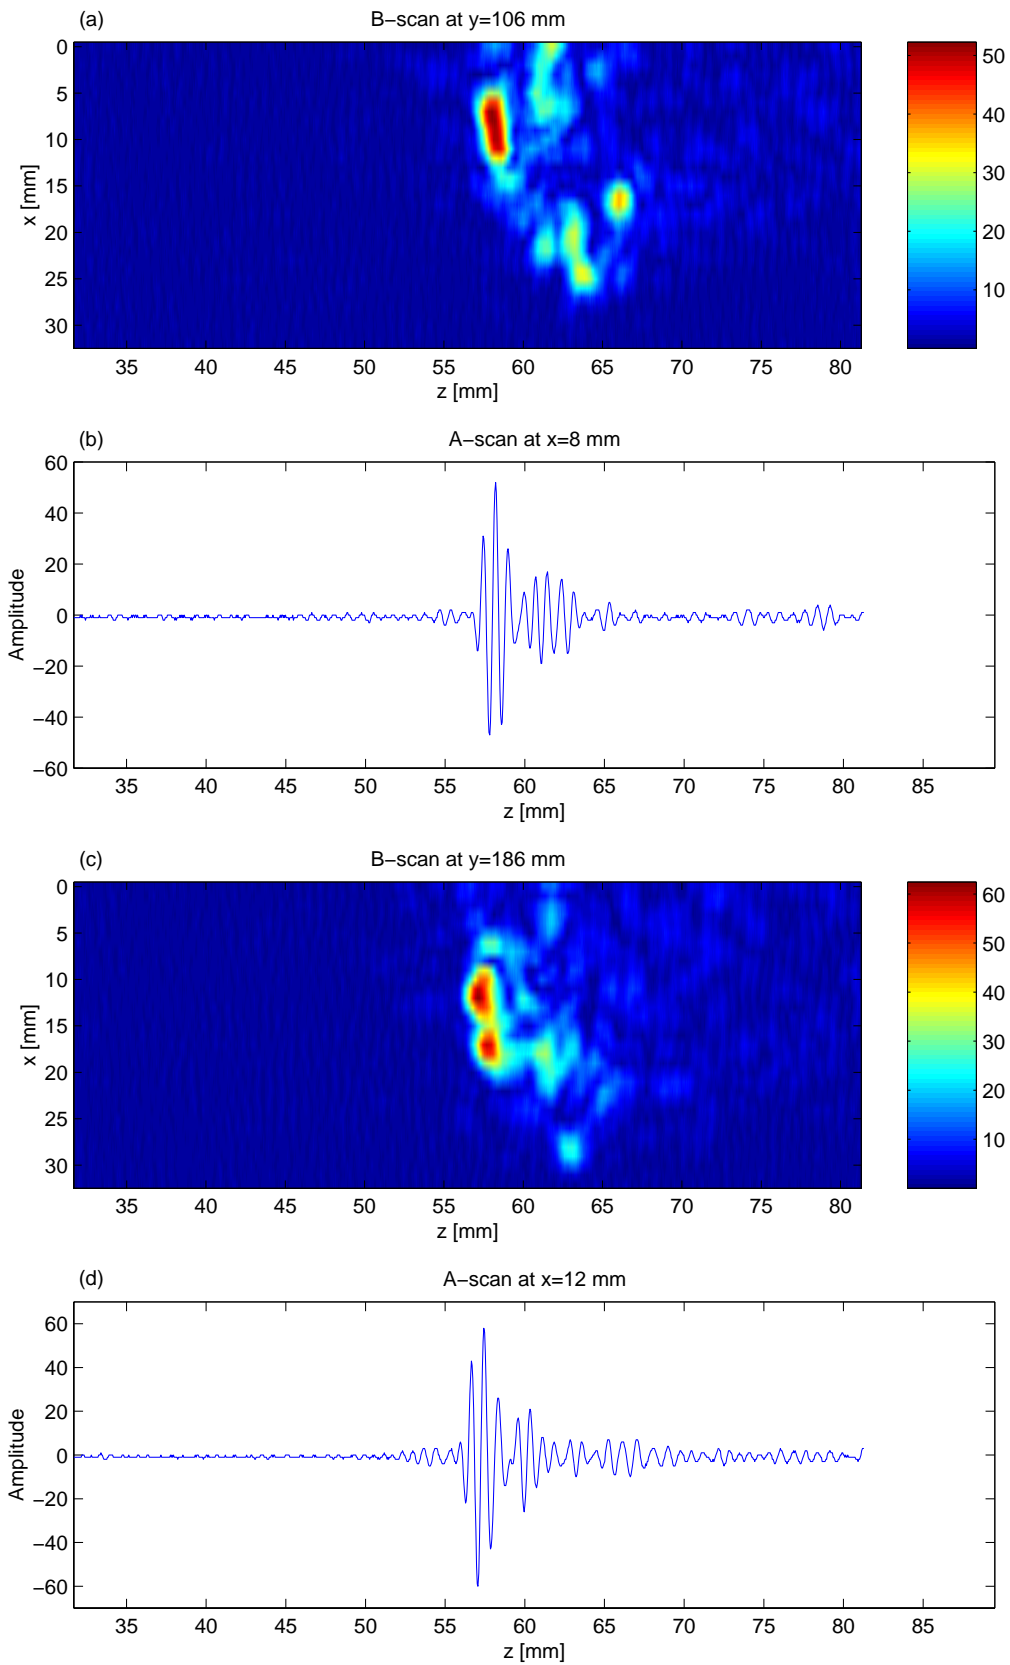 (a)
B−scan at y=106 mm
0
5
10
15
20
25
30
x [mm]
35 40 45 50 55 60 65 70 75 80
z [mm]
50
40
30
20
10
(b)
A−scan at x=8 mm
60
40
20
0
−20
−40
−60
Amplitude
35 40 45 50 55 60 65 70 75 80 85
z [mm]
(c)
B−scan at y=186 mm
0
5
10
15
20
25
30
x [mm]
35 40 45 50 55 60 65 70 75 80
z [mm]
60
50
40
30
20
10
(d)
A−scan at x=12 mm
60
40
20
0
−20
−40
−60
Amplitude
35 40 45 50 55 60 65 70 75 80 85
z [mm]